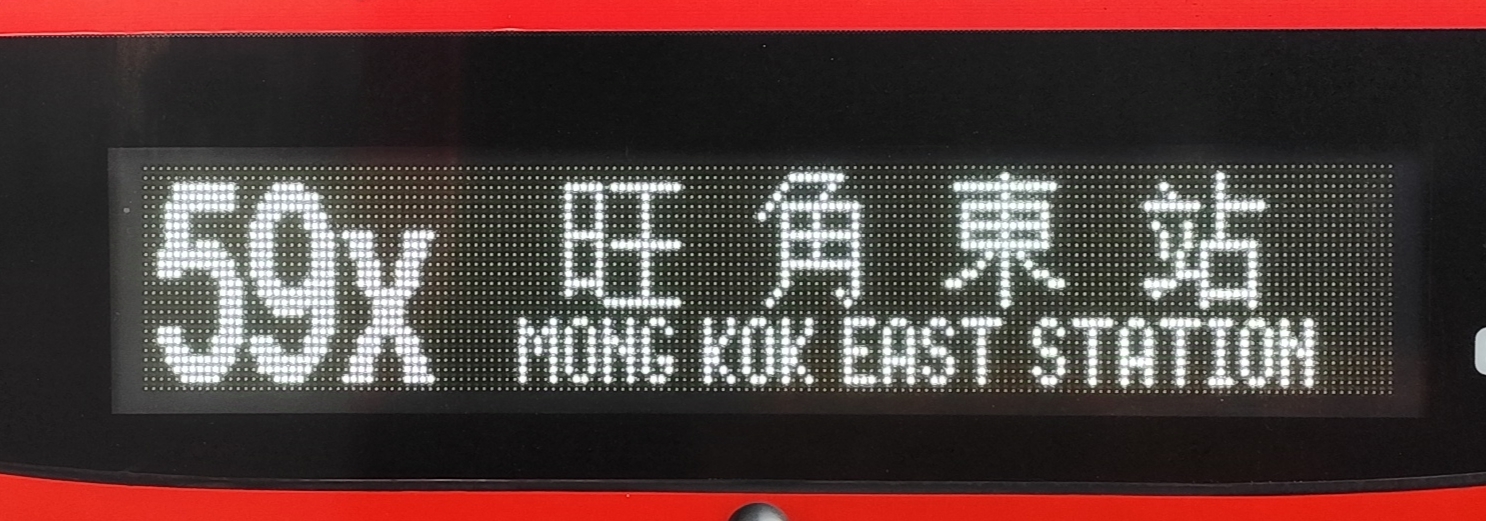 59x 旺角東站
MONG KOK EAST STATION